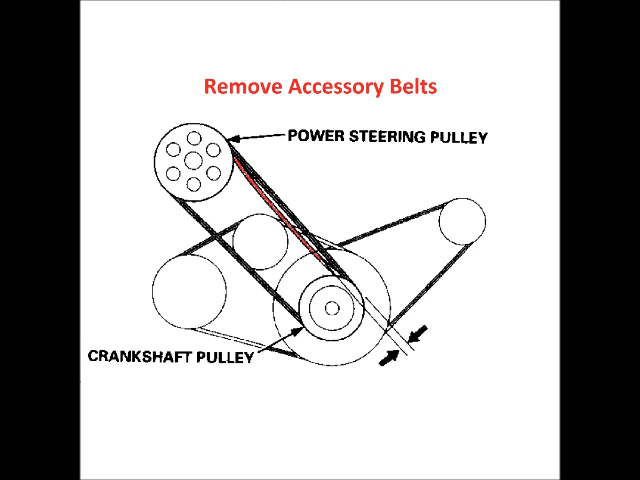 Remove Accessory Belts
POWER STEERING PULLEY
CRANKSHAFT PULLEY